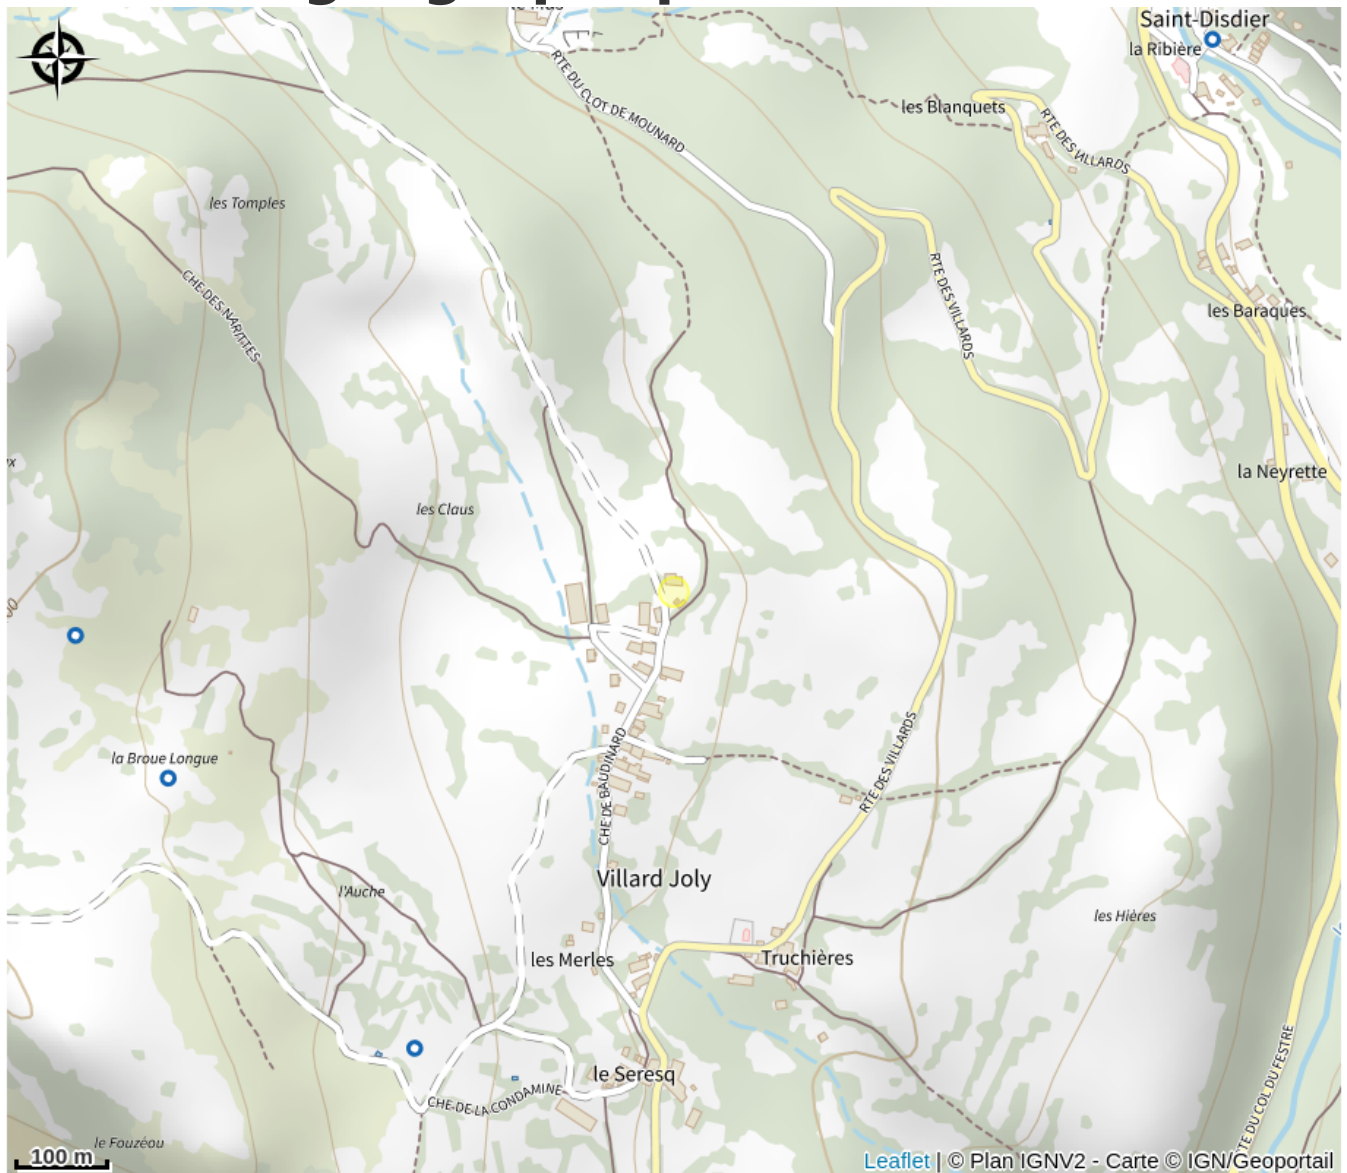 le Mas
Saint-Disdier
la Ribière
RTE DU CLOT DE MOUNARD
les Blanquets
RTE DES VILLARDS
les Tomples
CHE DES NARITTES
RTE DES VILLARDS
les Baraques
la Neyrette
les Claus
la Broue Longue
CHE DE BAUDINARD
RTE DES VILLARDS
Villard Joly
l'Auche
les Hières
les Merles
Truchières
le Seresq
CHE DE LA CONDAMINE
TE DU COL DU FESTRE
le Fouzéou
100 m
Leaflet | © Plan IGNV2 - Carte © IGN/Geoportail